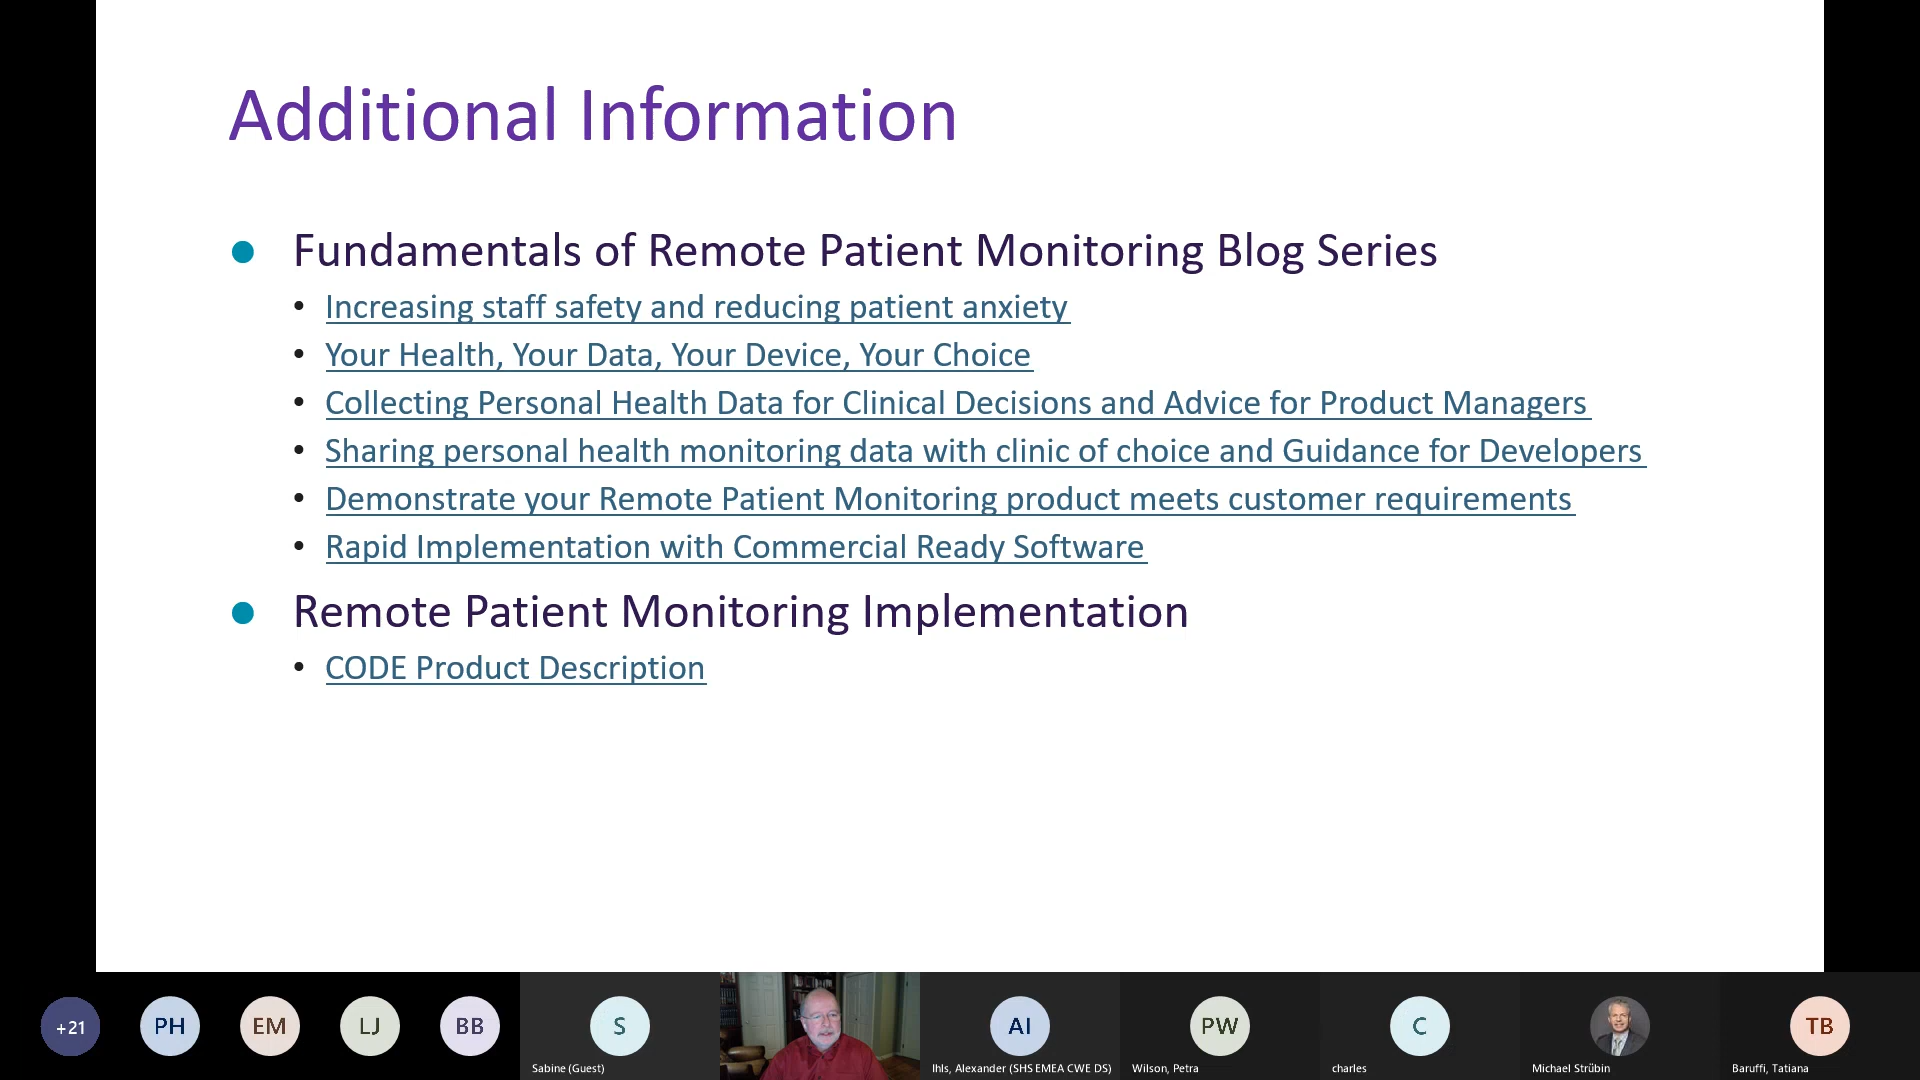 Additional Information
Fundamentals of Remote Patient Monitoring Blog Series
Increasing staff safety and reducing patient anxiety
Your Health, Your Data, Your Device, Your Choice
Collecting Personal Health Data for Clinical Decisions and Advice for Product Managers
Sharing personal health monitoring data with clinic of choice and Guidance for Developers
Demonstrate your Remote Patient Monitoring product meets customer requirements
Rapid Implementation with Commercial Ready Software
Remote Patient Monitoring Implementation
CODE Product Description
+21
PH
EM
LJ
BB
S
AI
PW
C
TB
Sabine (Guest)
Ihls, Alexander (SHS EMEA CWE DS)
Wilson, Petra
charles
Michael Strübin
Baruffi, Tatiana